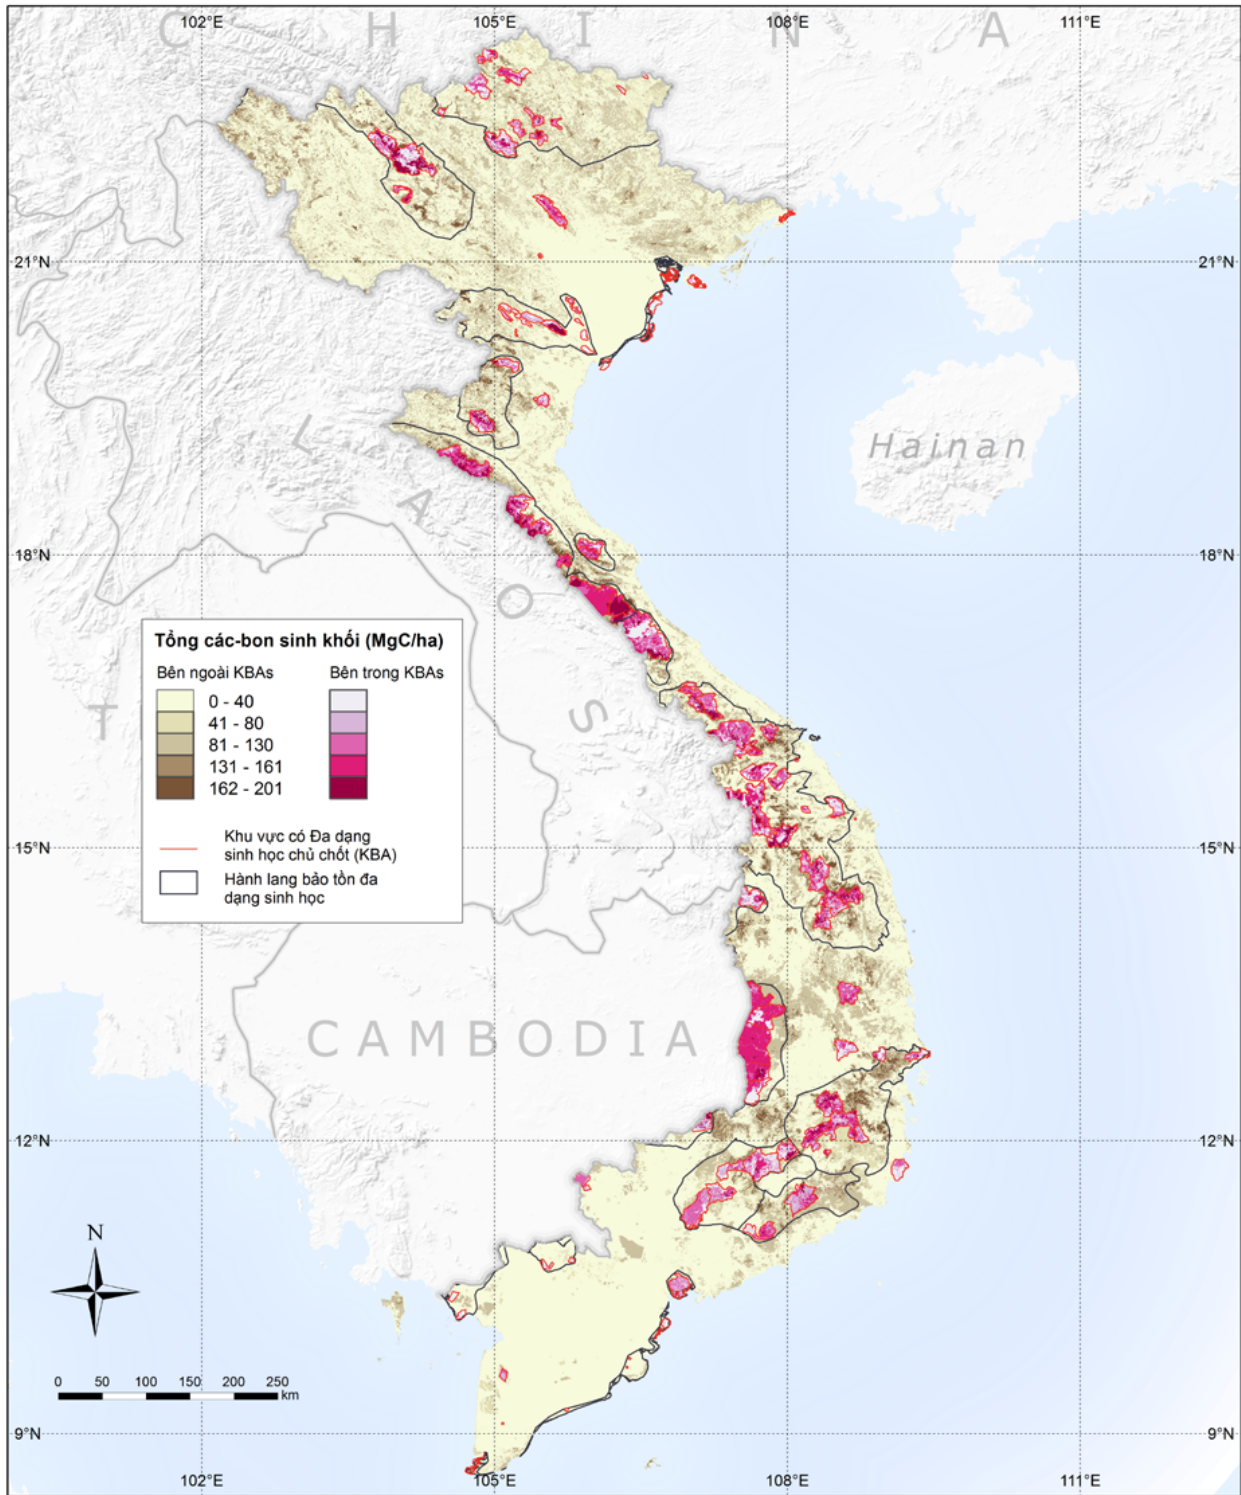 102°E 105°E 108°E 111°E
CHINA
21°N 21°N
Hainan
LAOS
18°N 18°N
Tổng các-bon sinh khối (MgC/ha)
Bên ngoài KBAs Bên trong KBAs
0 - 40
41 - 80
81 - 130
131 - 161
162 - 201
Khu vực có Đa dạng
sinh học chủ chốt (KBA)
Hành lang bảo tồn đa
dạng sinh học
T
15°N 15°N
CAMBODIA
12°N 12°N
N
0 50 100 150 200 250
km
9°N 9°N
102°E 105°E 108°E 111°E